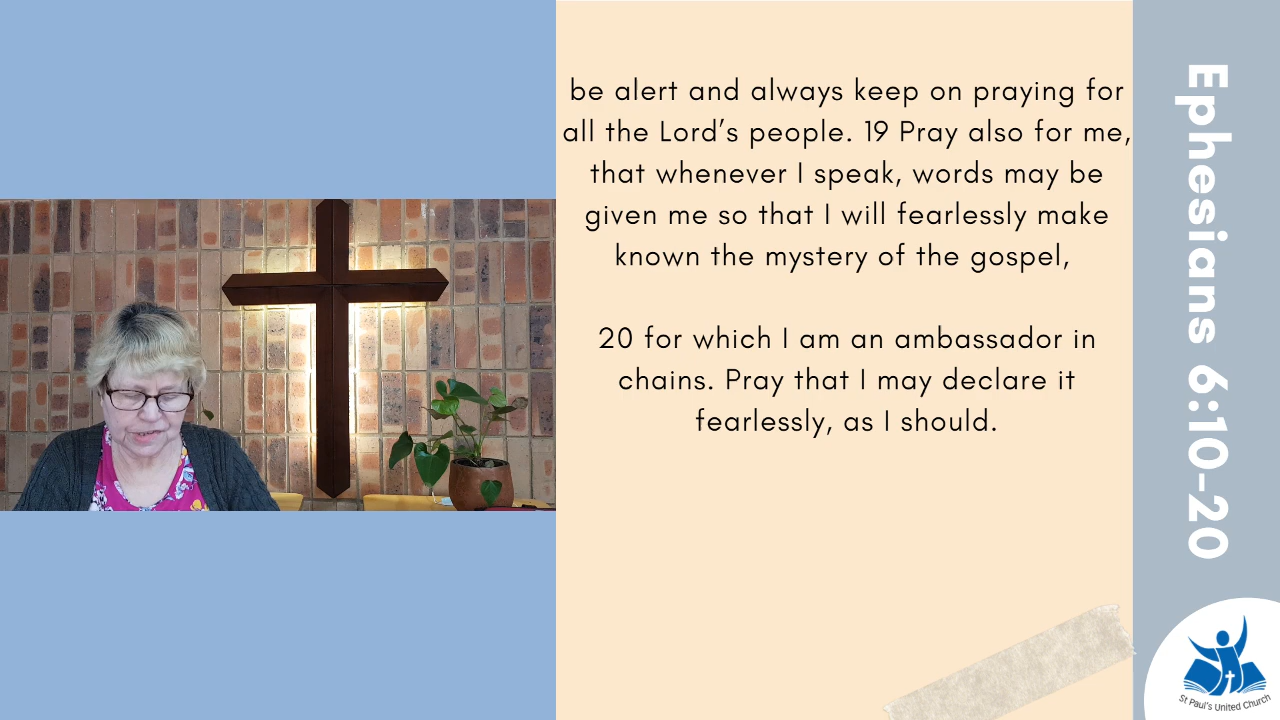 be alert and always keep on praying for
all the Lord’s people. 19 Pray also for me,
that whenever I speak, words may be
given me so that I will fearlessly make
known the mystery of the gospel,
20 for which I am an ambassador in
chains. Pray that I may declare it
fearlessly, as I should.
Ephesians 6:10-20
St Paul's United Church